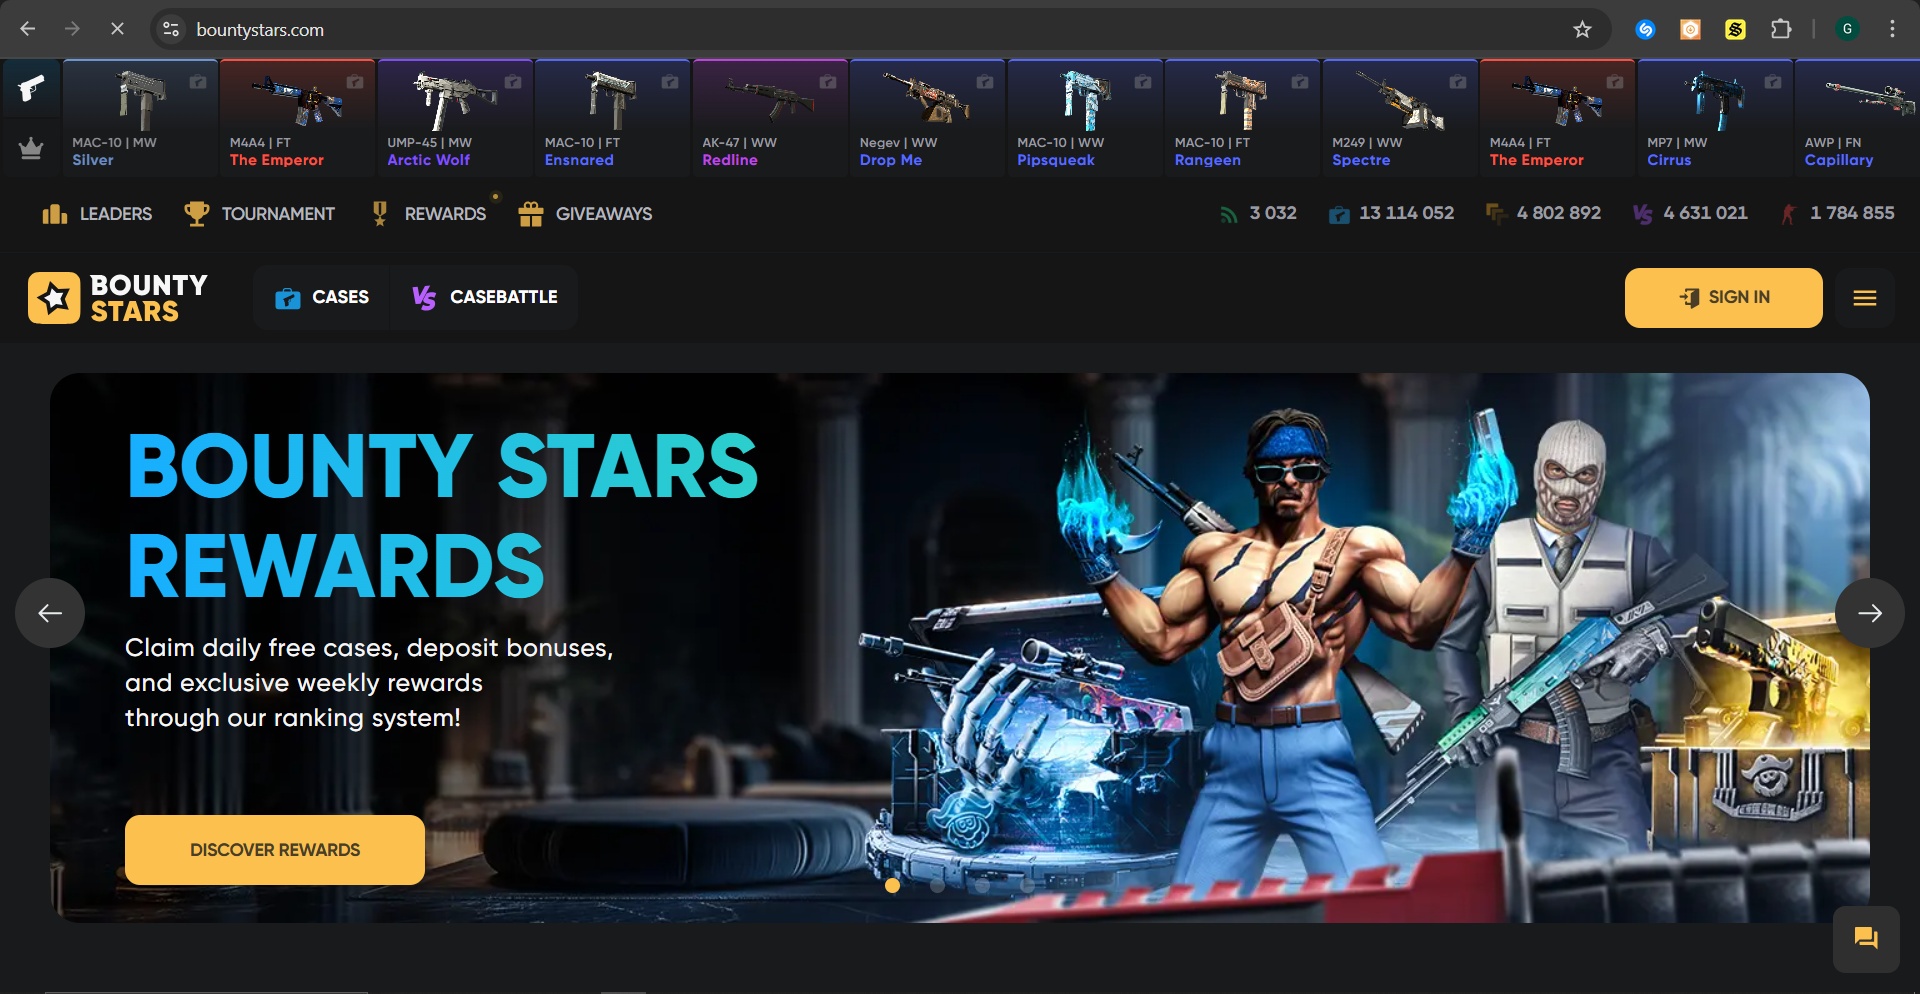 bountystars.com
G
MAC-10 | MW
Silver
M4A4 | FT
The Emperor
UMP-45 | MW
Arctic Wolf
MAC-10 | FT
Ensnared
AK-47 | WW
Redline
Negev | WW
Drop Me
MAC-10 | WW
Pipsqueak
MAC-10 | FT
Rangeen
M249 | WW
Spectre
M4A4 | FT
The Emperor
MP7 | MW
Cirrus
AWP | FN
Capillary
LEADERS
TOURNAMENT
REWARDS
GIVEAWAYS
3 032
13 114 052
4 802 892
VS
4 631 021
1 784 855
BOUNTY
STARS
CASES
VS
CASEBATTLE
SIGN IN
BOUNTY STARS
REWARDS
Claim daily free cases, deposit bonuses,
and exclusive weekly rewards
through our ranking system!
DISCOVER REWARDS